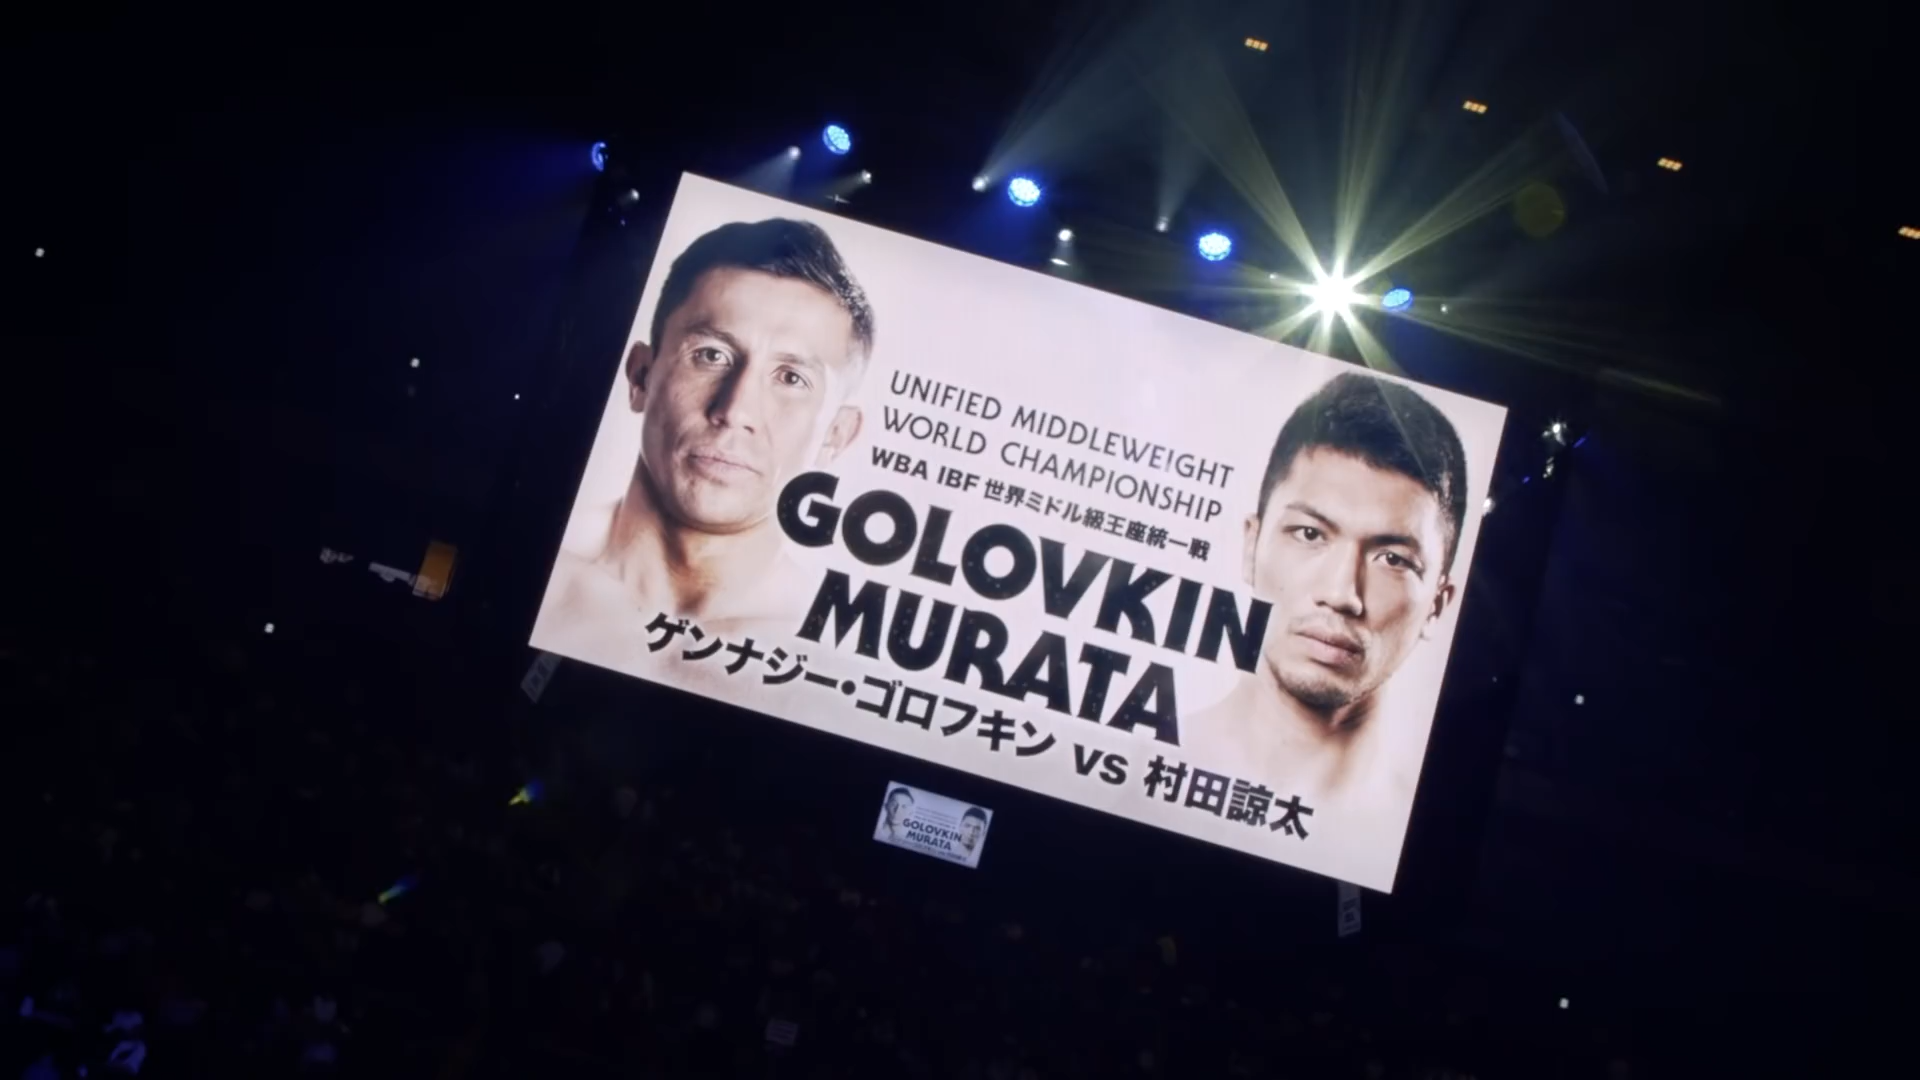 UNIFIED MIDDLEWEIGHT
WORLD CHAMPIONSHIP
WBA IBF 世界ミドル級王座統一戦
GOLOVKIN
MURATA
ゲンナジー・ゴロフキン vs 村田諒太
GOLOVKIN
MURATA